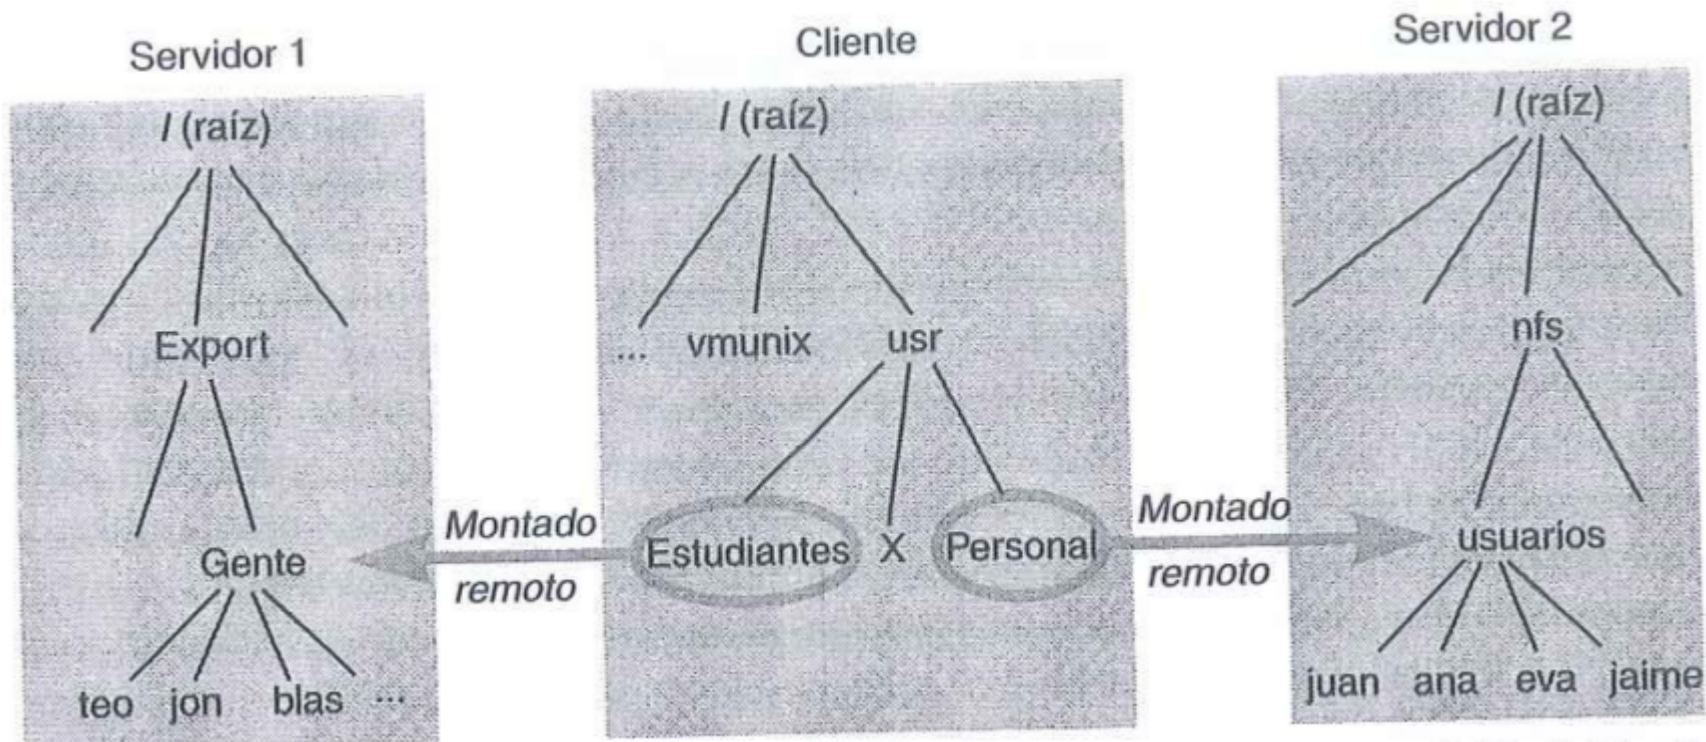 Servidor 1
/ (raíz)
Export
Gente
teo jon blas ...
Montado
remoto
Cliente
/ (raíz)
... vmunix usr
Estudiantes X Personal
Montado
remoto
Servidor 2
/ (raíz)
nfs
usuarios
juan ana eva jaime